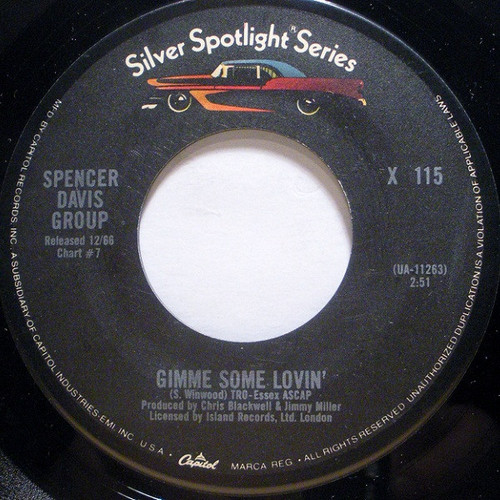 Silver Spotlight™ Series
SPENCER
DAVIS
GROUP
Released 12/66
Chart #7
X 115
(UA-11263)
2:51
GIMME SOME LOVIN'
(S. Winwood) TRO-Essex ASCAP
Produced by Chris Blackwell & Jimmy Miller
Licensed by Island Records, Ltd. London
MFD. BY CAPITOL RECORDS, INC. A SUBSIDIARY OF CAPITOL INDUSTRIES-EMI, INC. U.S.A. • Capitol MARCA REG. • ALL RIGHTS RESERVED. UNAUTHORIZED DUPLICATION IS A VIOLATION OF APPLICABLE LAWS